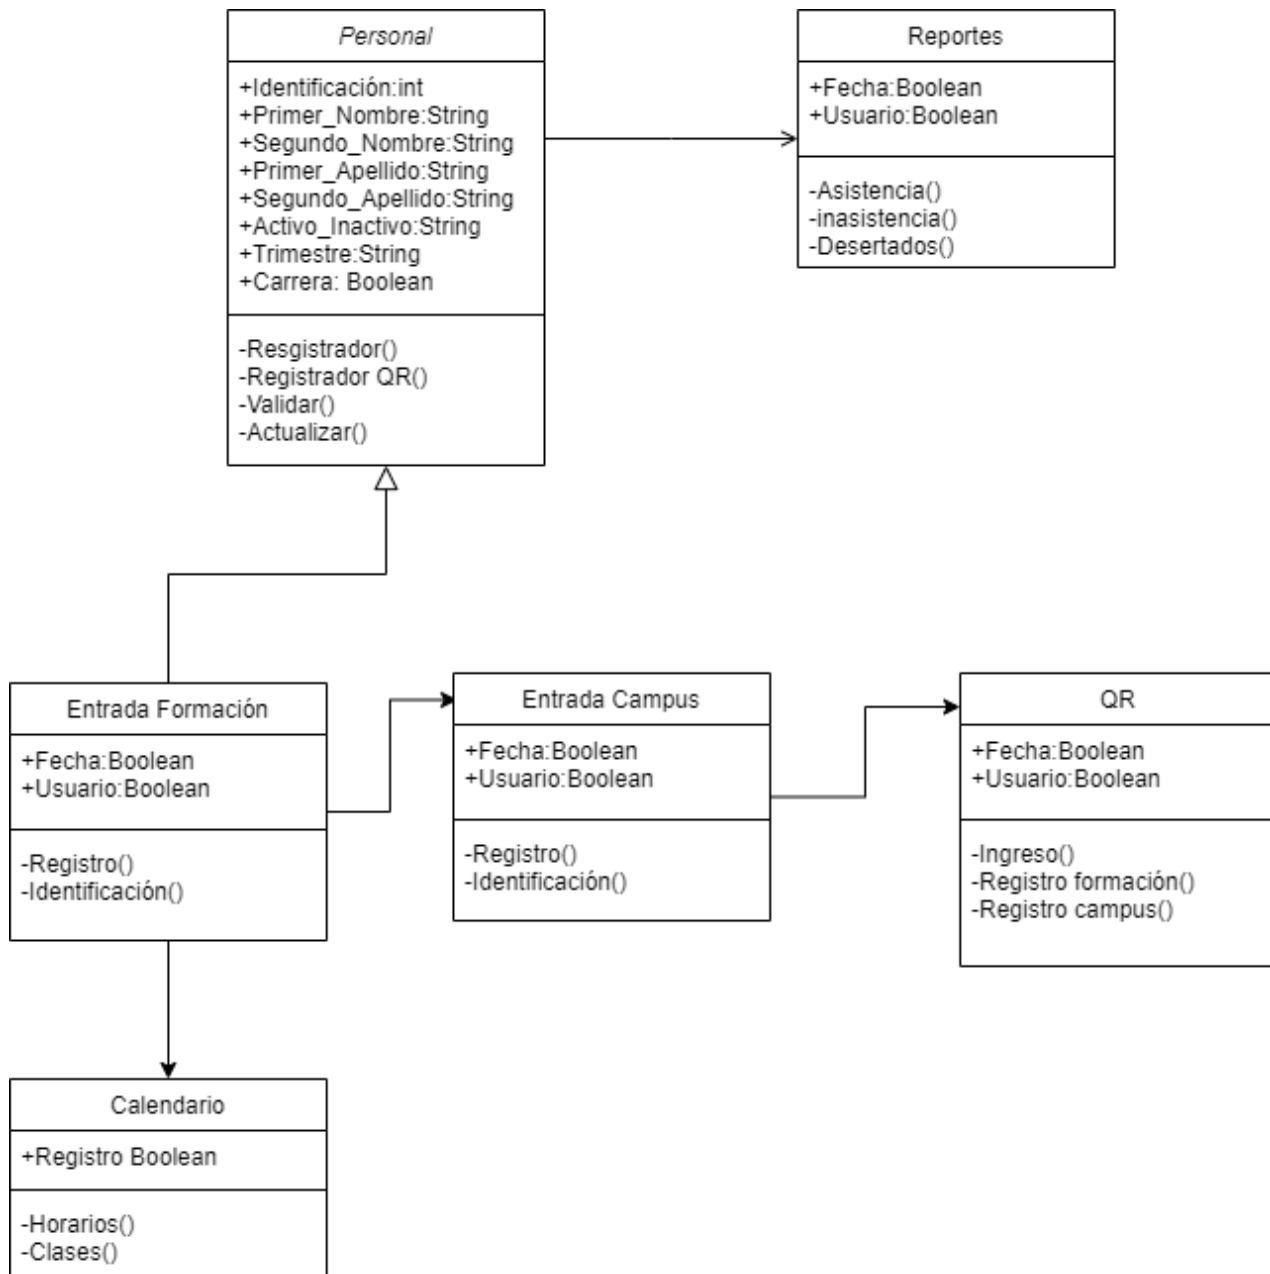 Personal
+Identificación:int
+Primer_Nombre:String
+Segundo_Nombre:String
+Primer_Apellido:String
+Segundo_Apellido:String
+Activo_Inactivo:String
+Trimestre:String
+Carrera: Boolean
-Resgistrador()
-Registrador QR()
-Validar()
-Actualizar()
Reportes
+Fecha:Boolean
+Usuario:Boolean
-Asistencia()
-inasistencia()
-Desertados()
Entrada Formación
+Fecha:Boolean
+Usuario:Boolean
-Registro()
-Identificación()
Entrada Campus
+Fecha:Boolean
+Usuario:Boolean
-Registro()
-Identificación()
QR
+Fecha:Boolean
+Usuario:Boolean
-Ingreso()
-Registro formación()
-Registro campus()
Calendario
+Registro Boolean
-Horarios()
-Clases()